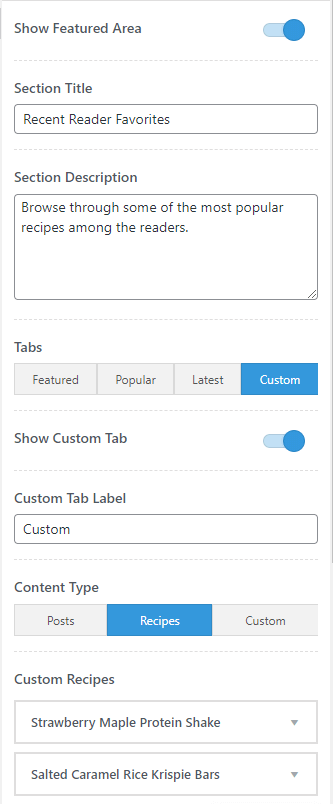 Show Featured Area
Section Title
Recent Reader Favorites
Section Description
Browse through some of the most popular
recipes among the readers.
Tabs
Featured Popular Latest Custom
Show Custom Tab
Custom Tab Label
Custom
Content Type
Posts Recipes Custom
Custom Recipes
Strawberry Maple Protein Shake
Salted Caramel Rice Krispie Bars